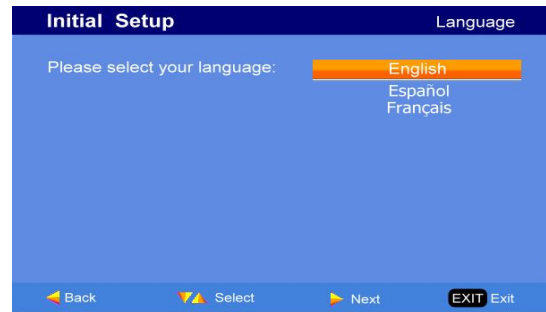 Initial Setup Language
Please select your language: English
Español
Français
Back Select Next EXIT Exit